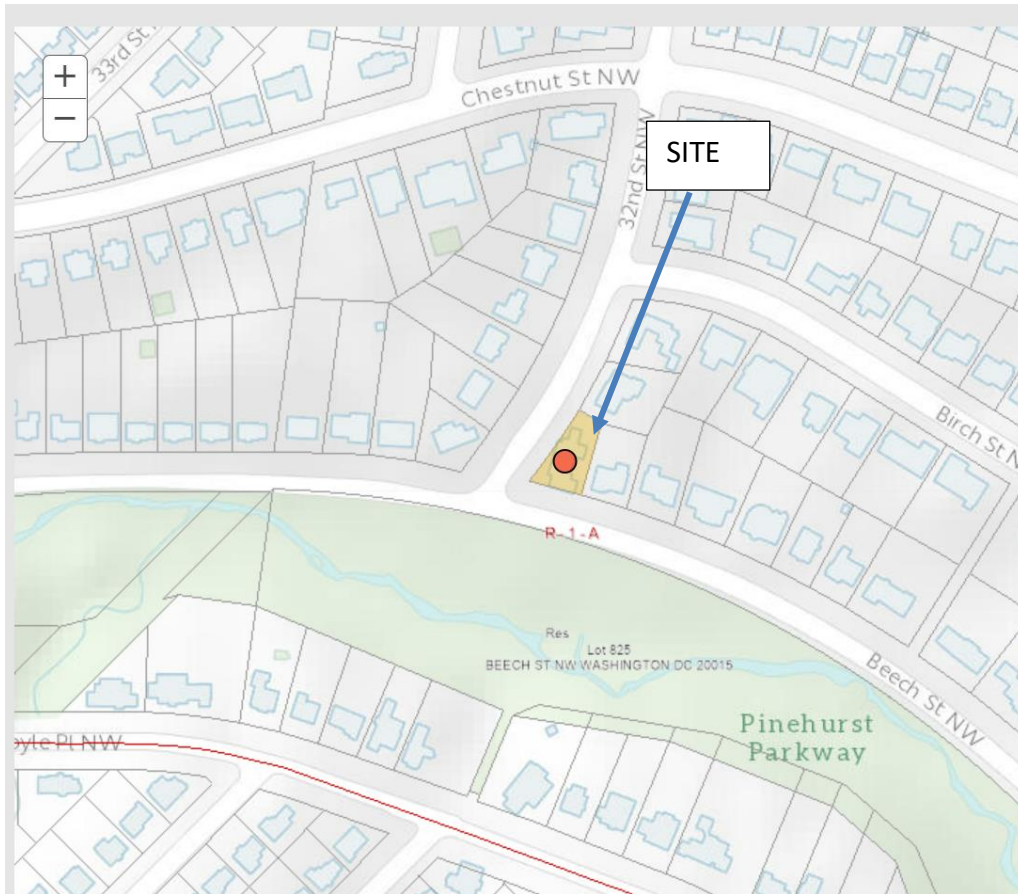 +
−
33rd St N
Chestnut St NW
32nd St NW
SITE
Birch St N
R-1-A
Res
Lot 825
BEECH ST NW WASHINGTON DC 20015
Beech St NW
Pinehurst
Parkway
oyle Pl NW